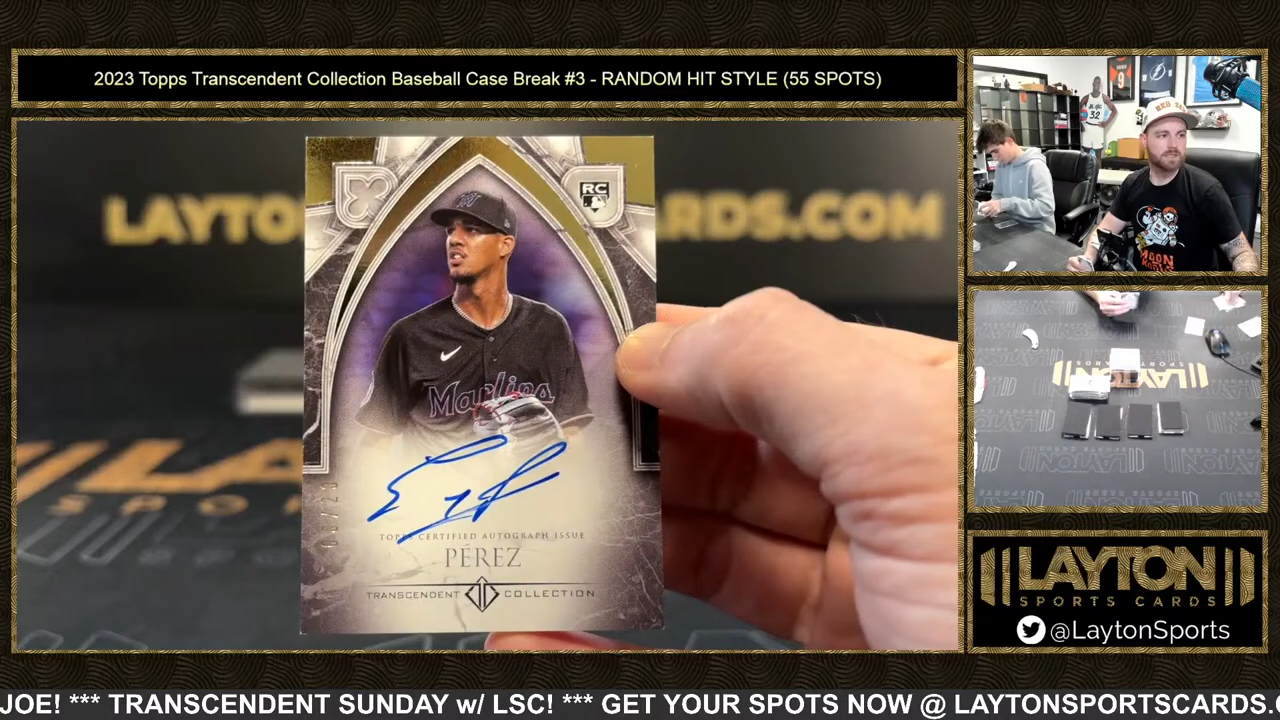 2023 Topps Transcendent Collection Baseball Case Break #3 - RANDOM HIT STYLE (55 SPOTS)
RC
Marlins
TOPPS CERTIFIED AUTOGRAPH ISSUE
PÉREZ
TRANSCENDENT COLLECTION
LAYTON
SPORTS CARDS
@LaytonSports
JOE! *** TRANSCENDENT SUNDAY w/ LSC! *** GET YOUR SPOTS NOW @ LAYTONSPORTSCARDS.